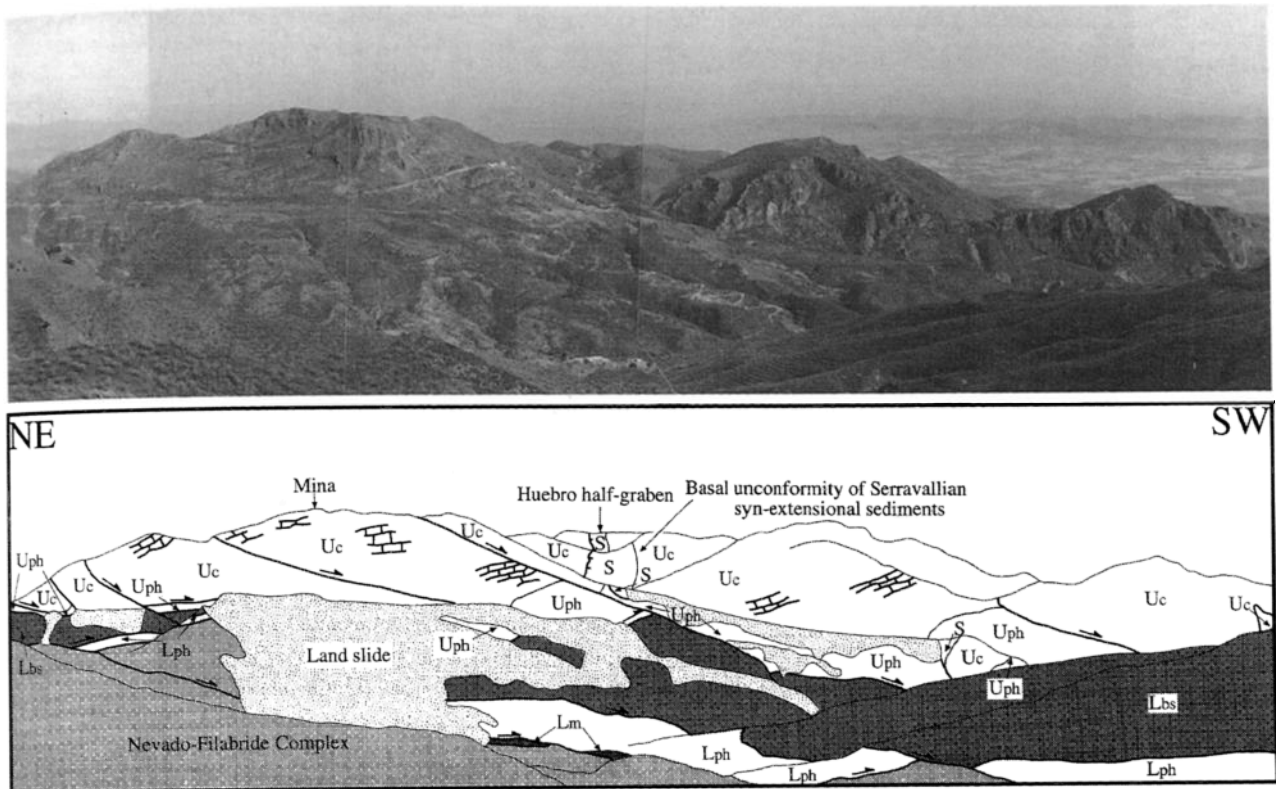 NE
SW
Mina
Huebro half-graben
Basal unconformity of Serravallian
syn-extensional sediments
Uc
Uc
S
Uc
Uph
Uc
Uph
Uc
Uc
S
S
Uc
Uc
Uc
Uc
Uph
Uph
Lph
Land slide
Uph
Uph
S
Uc
Uph
Uph
Lbs
Lbs
Nevado-Filabride Complex
Lm
Lph
Lph
Lph